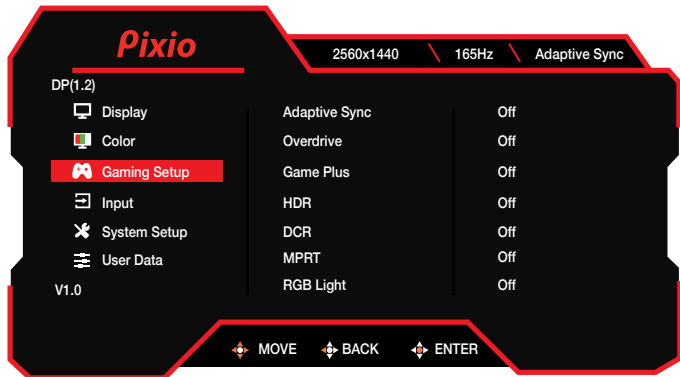 Pixio
2560x1440 \ 165Hz \ Adaptive Sync
DP(1.2)
Display Adaptive Sync Off
Color Overdrive Off
Gaming Setup Game Plus Off
Input HDR Off
System Setup DCR Off
User Data MPRT Off
V1.0 RGB Light Off
MOVE BACK ENTER